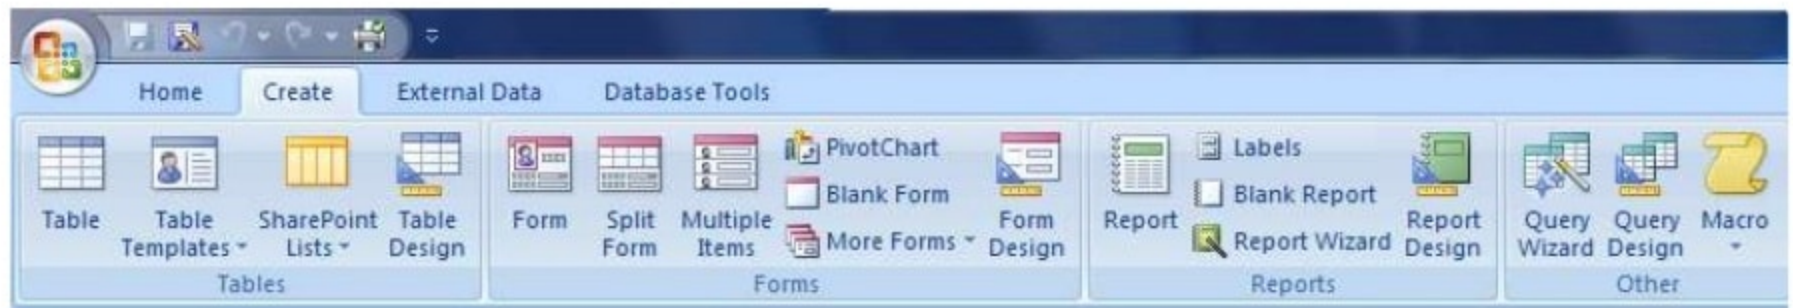 Home Create External Data Database Tools
Table
Table Templates
SharePoint Lists
Table Design
Tables
Form
Split Form
Multiple Items
PivotChart
Blank Form
More Forms
Form Design
Forms
Report
Labels
Blank Report
Report Wizard
Report Design
Reports
Query Wizard
Query Design
Macro
Other